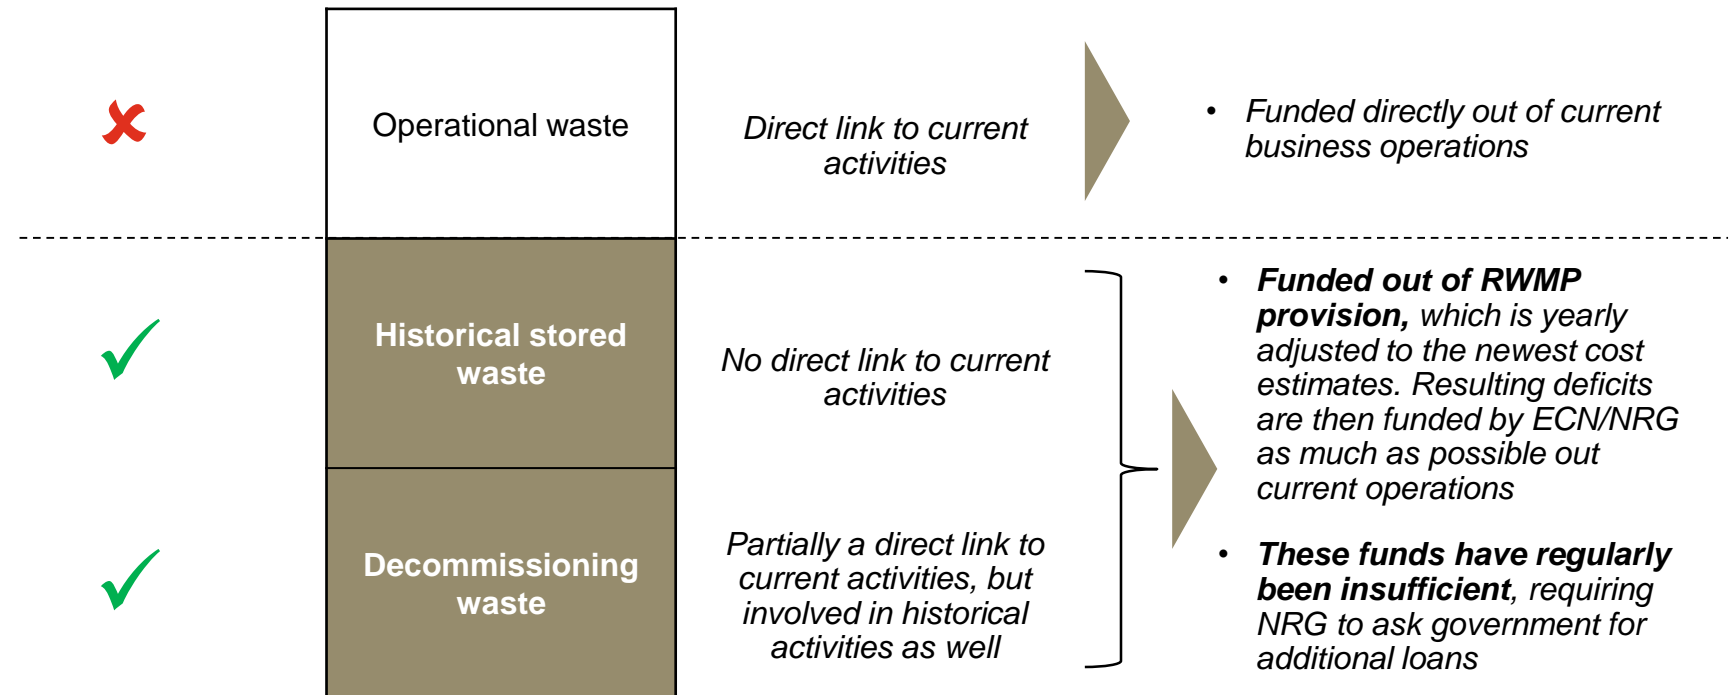 Operational waste
Direct link to current
activities
• Funded directly out of current
business operations
Historical stored
waste
No direct link to current
activities
Decommissioning
waste
Partially a direct link to
current activities, but
involved in historical
activities as well
• Funded out of RWMP
provision, which is yearly
adjusted to the newest cost
estimates. Resulting deficits
are then funded by ECN/NRG
as much as possible out
current operations
• These funds have regularly
been insufficient, requiring
NRG to ask government for
additional loans